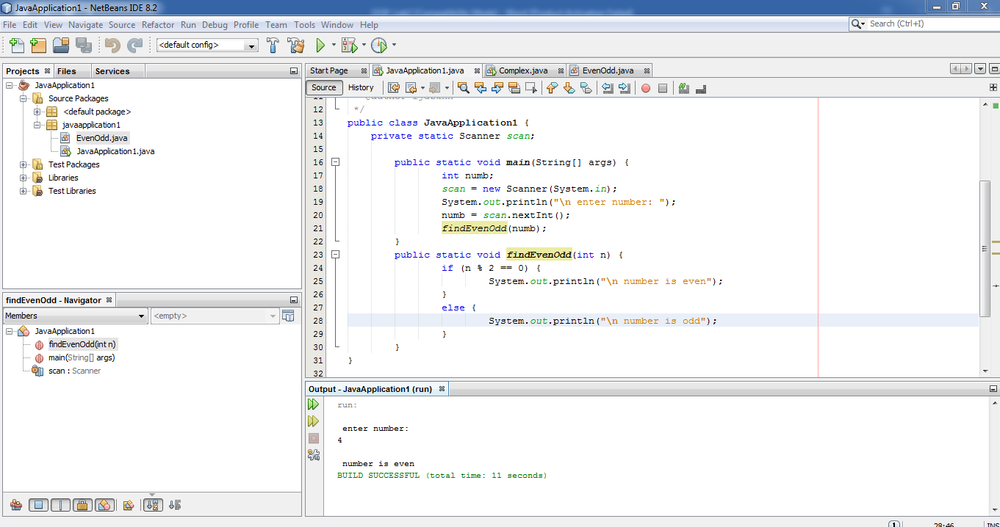 JavaApplication1 - NetBeans IDE 8.2
File Edit View Navigate Source Refactor Run Debug Profile Team Tools Window Help
Search (Ctrl+I)
<default config>
Projects Files Services
JavaApplication1
Source Packages
<default package>
javaapplication1
EvenOdd.java
JavaApplication1.java
Test Packages
Libraries
Test Libraries
findEvenOdd - Navigator
Members <empty>
JavaApplication1
findEvenOdd(int n)
main(String[] args)
scan : Scanner
Start Page JavaApplication1.java Complex.java EvenOdd.java
Source History
11
12 */
13 public class JavaApplication1 {
14 private static Scanner scan;
15
16 public static void main(String[] args) {
17 int numb;
18 scan = new Scanner(System.in);
19 System.out.println("\n enter number: ");
20 numb = scan.nextInt();
21 findEvenOdd(numb);
22 }
23 public static void findEvenOdd(int n) {
24 if (n % 2 == 0) {
25 System.out.println("\n number is even");
26 }
27 else {
28 System.out.println("\n number is odd");
29 }
30 }
31 }
32
Output - JavaApplication1 (run)
run:
enter number:
4
number is even
BUILD SUCCESSFUL (total time: 11 seconds)
1 28:46 INS